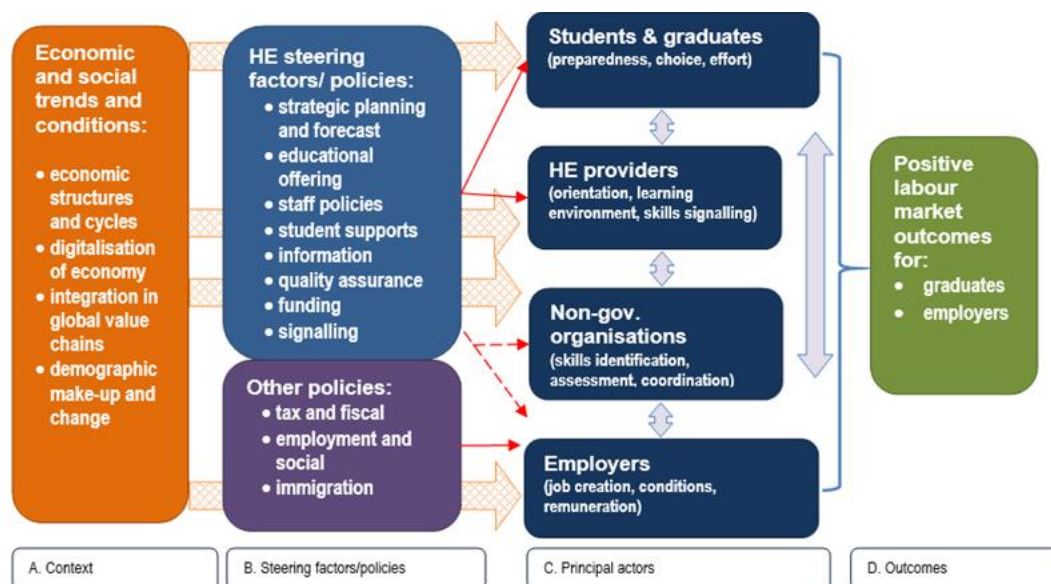 Economic
and social
trends and
conditions:
• economic
structures
and cycles
• digitalisation
of economy
• integration in
global value
chains
• demographic
make-up and
change
HE steering
factors/ policies:
• strategic planning
and forecast
• educational
offering
• staff policies
• student supports
• information
• quality assurance
• funding
• signalling
Other policies:
• tax and fiscal
• employment and
social
• immigration
Students & graduates
(preparedness, choice, effort)
HE providers
(orientation, learning
environment, skills signalling)
Non-gov.
organisations
(skills identification,
assessment, coordination)
Employers
(job creation, conditions,
remuneration)
Positive
labour
market
outcomes
for:
• graduates
• employers
A. Context
B. Steering factors/policies
C. Principal actors
D. Outcomes